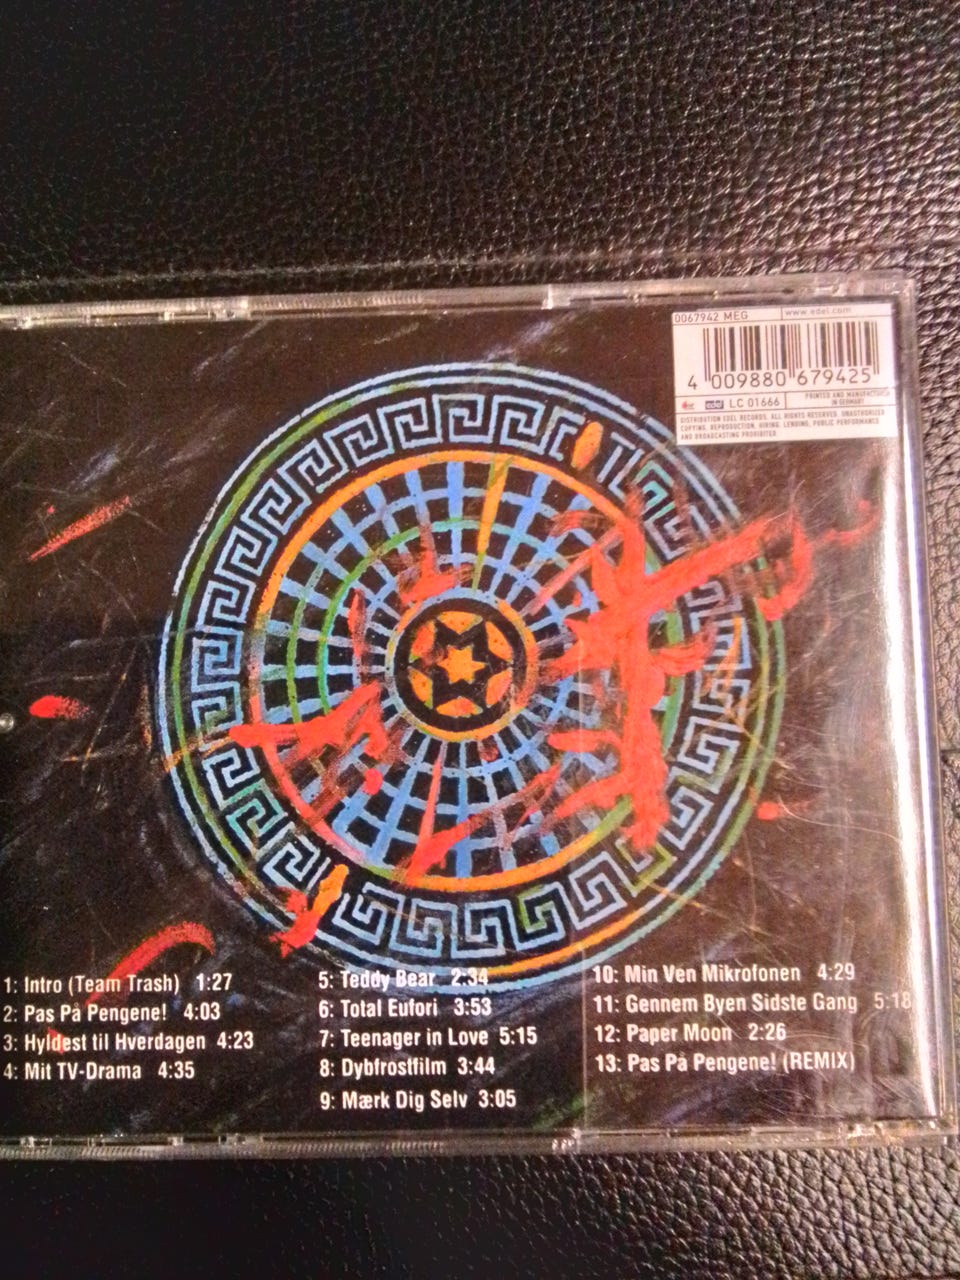 0067942 MEG
www.edel.com
4 009880 679425
edel LC 01666
PRINTED AND MANUFACTURED
IN GERMANY
DISTRIBUTION EDEL RECORDS. ALL RIGHTS RESERVED. UNAUTHORIZED
COPYING, REPRODUCTION, HIRING, LENDING, PUBLIC PERFORMANCE
AND BROADCASTING PROHIBITED
1: Intro (Team Trash) 1:27
2: Pas På Pengene! 4:03
3: Hyldest til Hverdagen 4:23
4: Mit TV-Drama 4:35
5: Teddy Bear 2:34
6: Total Eufori 3:53
7: Teenager in Love 5:15
8: Dybfrostfilm 3:44
9: Mærk Dig Selv 3:05
10: Min Ven Mikrofonen 4:29
11: Gennem Byen Sidste Gang 5:18
12: Paper Moon 2:26
13: Pas På Pengene! (REMIX)